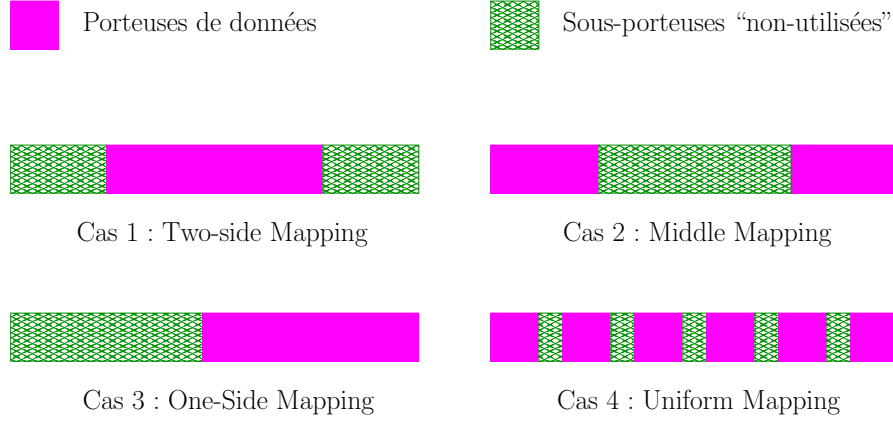 Porteuses de données
Sous-porteuses “non-utilisées”
Cas 1 : Two-side Mapping
Cas 2 : Middle Mapping
Cas 3 : One-Side Mapping
Cas 4 : Uniform Mapping